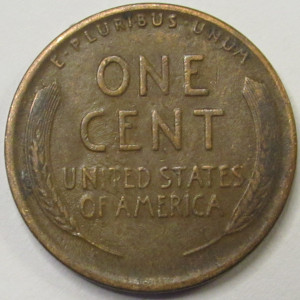 E·PLURIBUS·UNUM
ONE
CENT
UNITED STATES
OF AMERICA